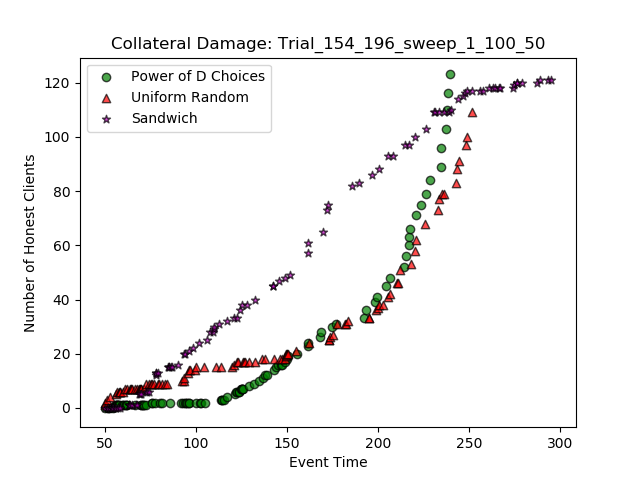 Collateral Damage: Trial_154_196_sweep_1_100_50
Power of D Choices
Uniform Random
Sandwich
Number of Honest Clients
120
100
80
60
40
20
0
50 100 150 200 250 300
Event Time